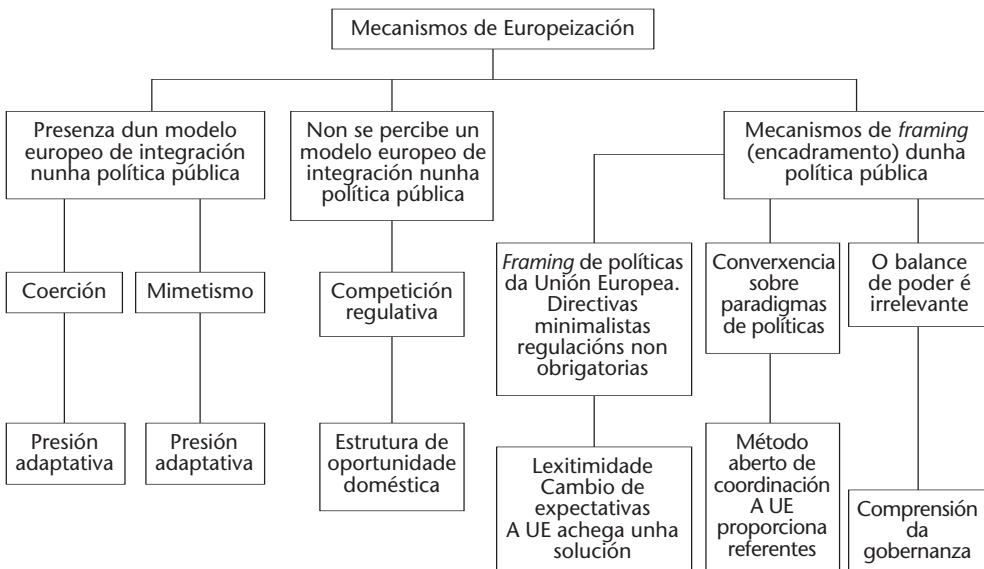 Mecanismos de Europeización
Presenza dun modelo
europeo de integración
nunha política pública
Non se percibe un
modelo europeo de
integración nunha
política pública
Mecanismos de framing
(encadramento) dunha
política pública
Coerción
Mimetismo
Competición
regulativa
Framing de políticas
da Unión Europea.
Directivas
minimalistas
regulacións non
obrigatorias
Converxencia
sobre
paradigmas
de políticas
O balance
de poder é
irrelevante
Presión
adaptativa
Presión
adaptativa
Estrutura de
oportunidade
doméstica
Lexitimidade
Cambio de
expectativas
A UE achega unha
solución
Método
aberto de
coordinación
A UE
proporciona
referentes
Comprensión
da
gobernanza